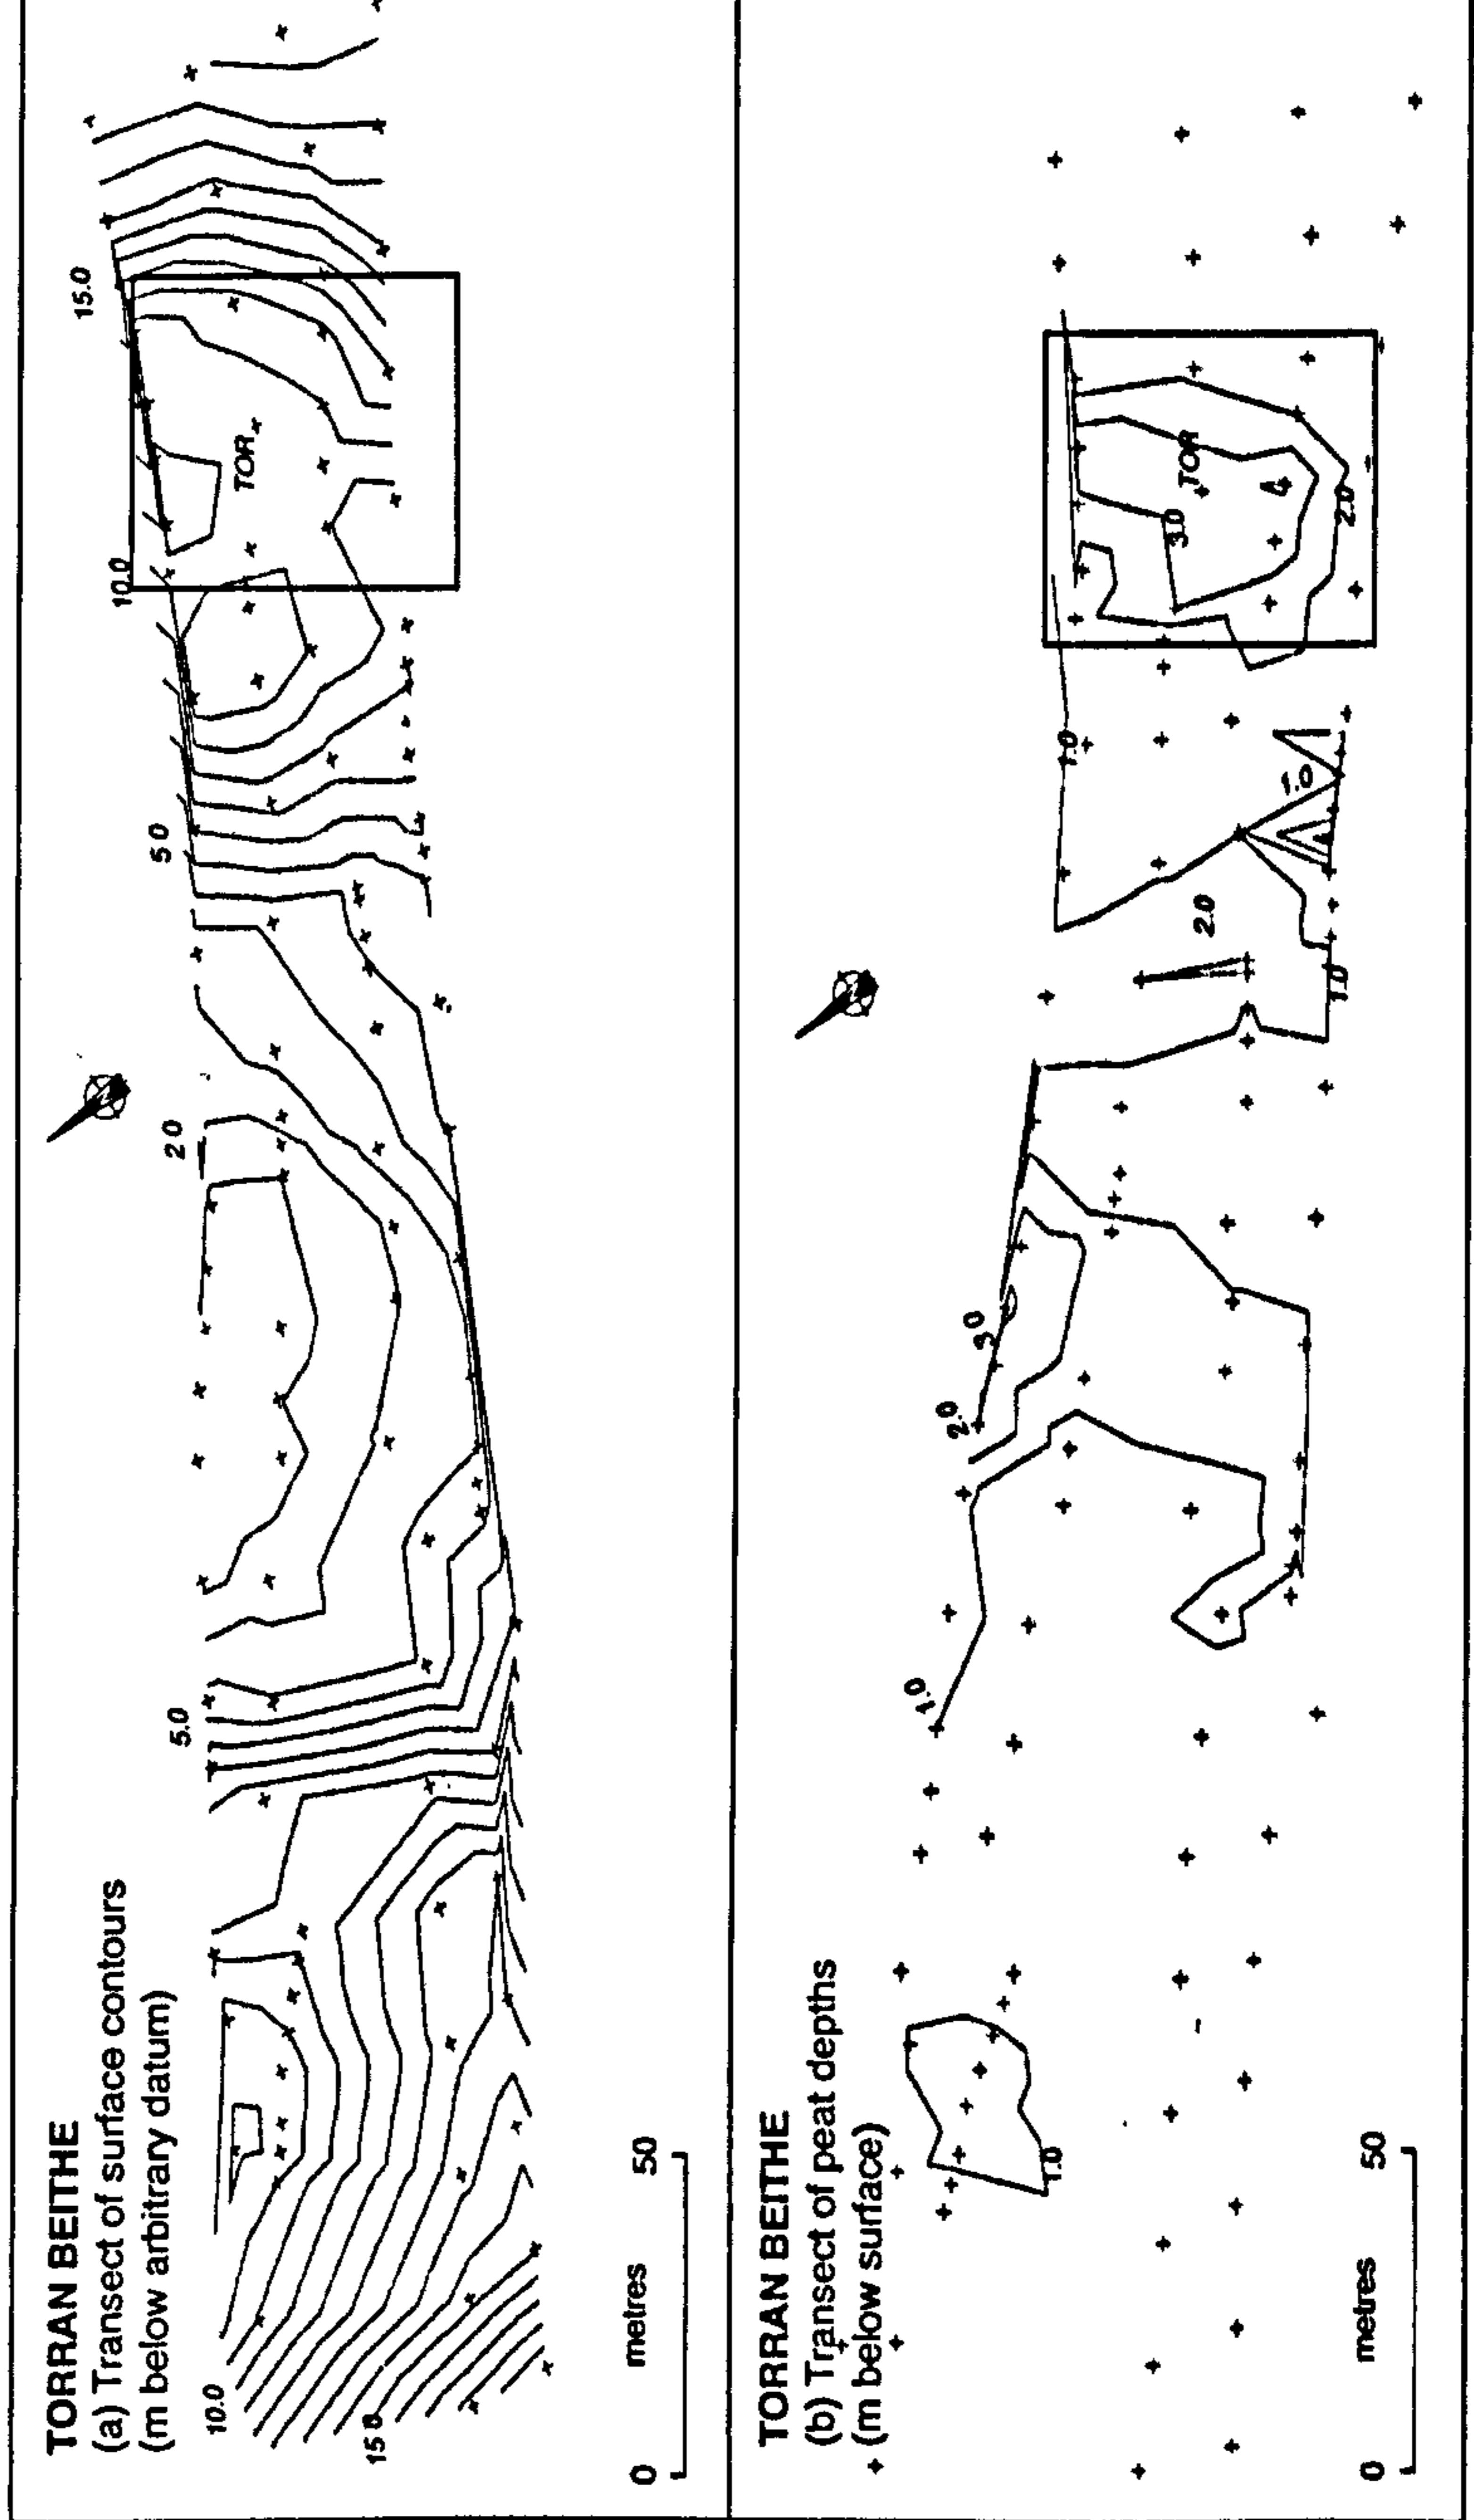 TORRAN BEITHE
(a) Transect of surface contours
(m below arbitrary datum)
10.0
15 0
5.0
2 0
5 0
10.0
15.0
TOR
0 metres 50
TORRAN BEITHE
(b) Transect of peat depths
(m below surface)
1.0
1.0
2.0
3.0
1.0
2.0
1.0
1.0
3.0
TOR
2.0
0 metres 50